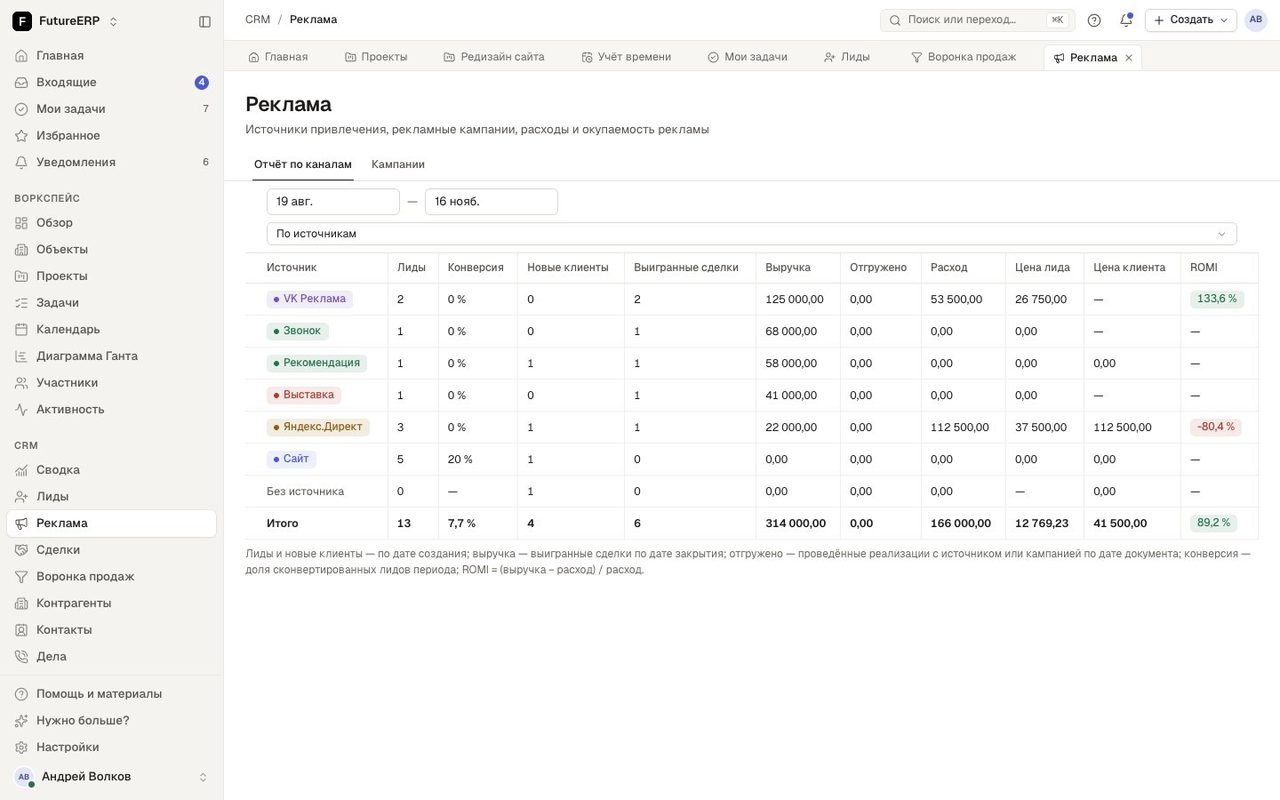 FutureERP
Главная
Входящие 4
Мои задачи 7
Избранное
Уведомления 6
ВОРКСПЕЙС
Обзор
Объекты
Проекты
Задачи
Календарь
Диаграмма Ганта
Участники
Активность
CRM
Сводка
Лиды
Реклама
Сделки
Воронка продаж
Контрагенты
Контакты
Дела
Помощь и материалы
Нужно больше?
Настройки
АВ Андрей Волков
CRM / Реклама
Поиск или переход... ⌘K
Создать
АВ
Главная Проекты Редизайн сайта Учёт времени Мои задачи Лиды Воронка продаж Реклама
Реклама
Источники привлечения, рекламные кампании, расходы и окупаемость рекламы
Отчёт по каналам Кампании
19 авг. — 16 нояб.
По источникам
Источник Лиды Конверсия Новые клиенты Выигранные сделки Выручка Отгружено Расход Цена лида Цена клиента ROMI
VK Реклама 2 0 % 0 2 125 000,00 0,00 53 500,00 26 750,00 — 133,6 %
Звонок 1 0 % 0 1 68 000,00 0,00 0,00 0,00 — —
Рекомендация 1 0 % 1 1 58 000,00 0,00 0,00 0,00 0,00 —
Выставка 1 0 % 0 1 41 000,00 0,00 0,00 0,00 — —
Яндекс.Директ 3 0 % 1 1 22 000,00 0,00 112 500,00 37 500,00 112 500,00 -80,4 %
Сайт 5 20 % 1 0 0,00 0,00 0,00 0,00 0,00 —
Без источника 0 — 1 0 0,00 0,00 0,00 — 0,00 —
Итого 13 7,7 % 4 6 314 000,00 0,00 166 000,00 12 769,23 41 500,00 89,2 %
Лиды и новые клиенты — по дате создания; выручка — выигранные сделки по дате закрытия; отгружено — проведённые реализации с источником или кампанией по дате документа; конверсия —
доля сконвертированных лидов периода; ROMI = (выручка − расход) / расход.